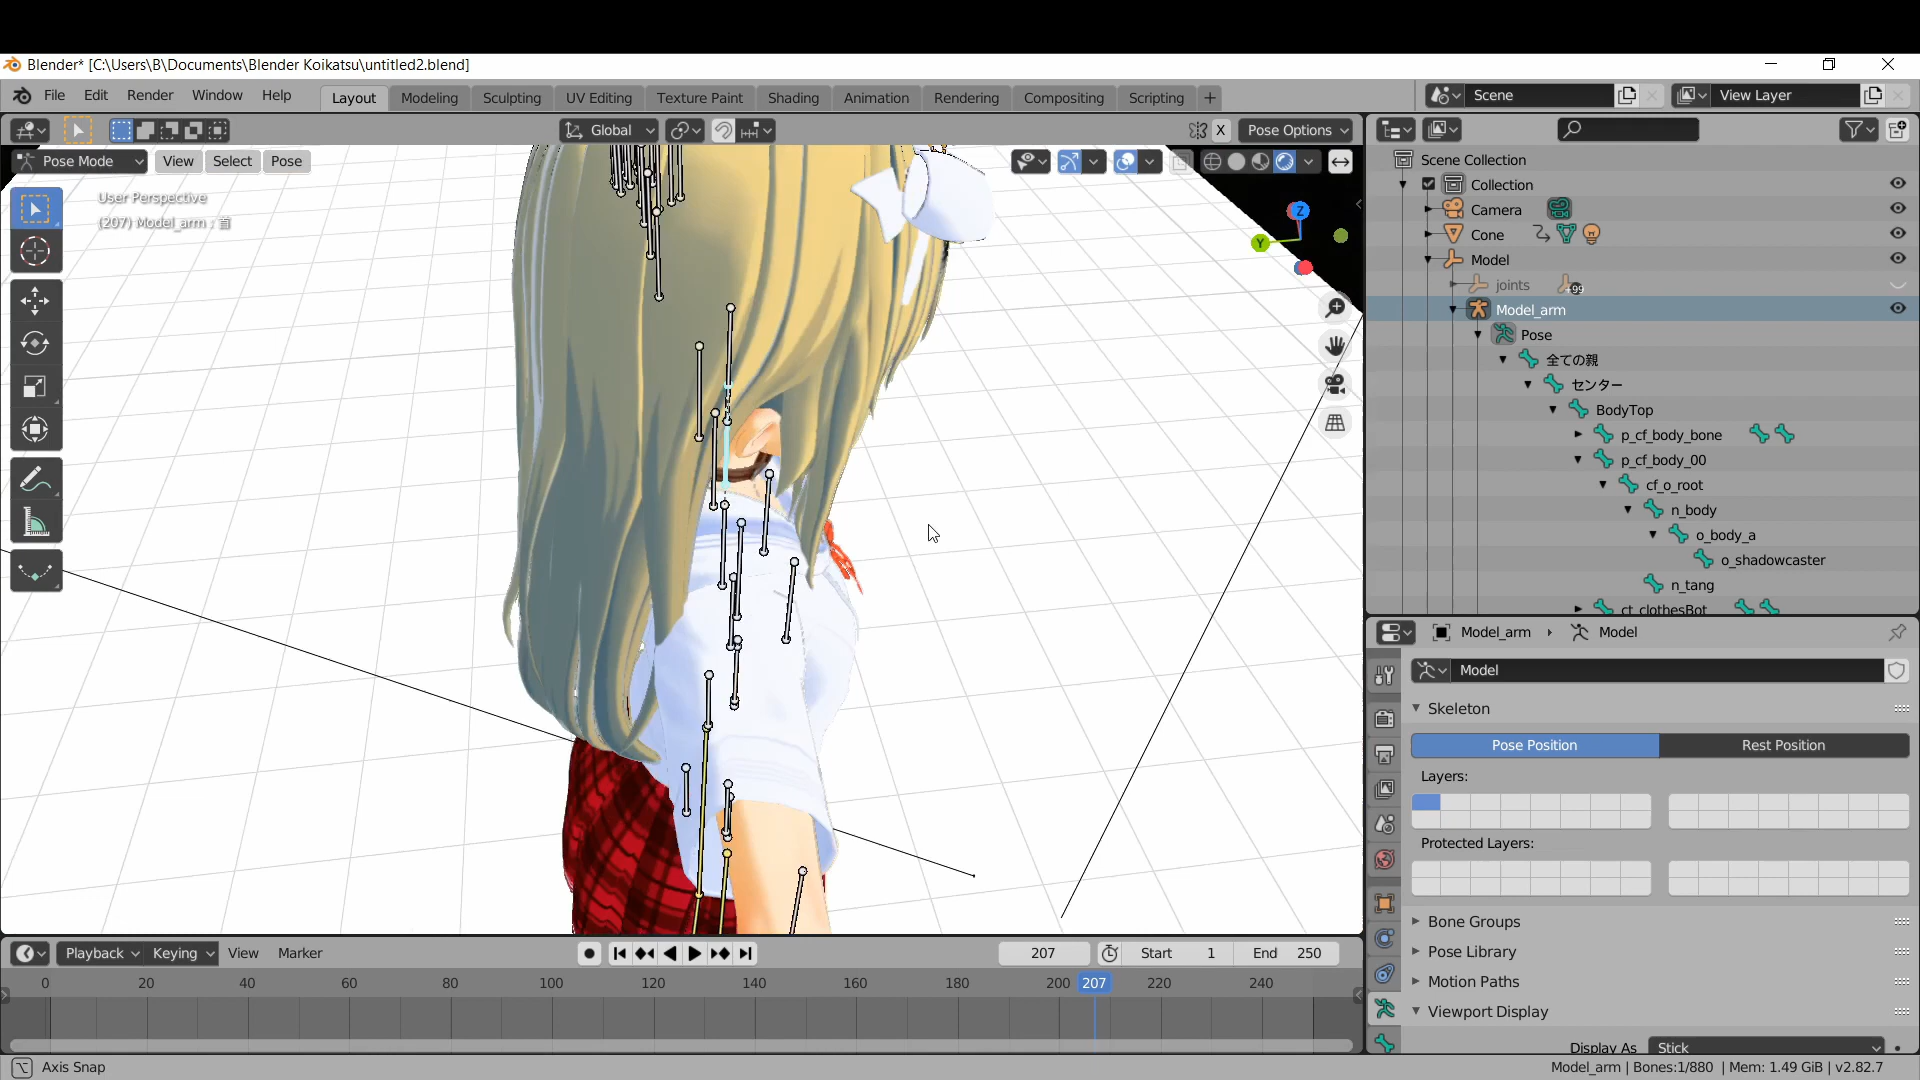 Blender* [C:\Users\B\Documents\Blender Koikatsu\untitled2.blend]
File Edit Render Window Help Layout Modeling Sculpting UV Editing Texture Paint Shading Animation Rendering Compositing Scripting + Scene View Layer
Global X Pose Options
Pose Mode View Select Pose
User Perspective
(207) Model_arm : 首
Z
Y
Scene Collection
Collection
Camera
Cone
Model
joints 99
Model_arm
Pose
全ての親
センター
BodyTop
p_cf_body_bone
p_cf_body_00
cf_o_root
n_body
o_body_a
o_shadowcaster
n_tang
ct_clothesBot
Model_arm Model
Model
Skeleton
Pose Position Rest Position
Layers:
Protected Layers:
Bone Groups
Pose Library
Motion Paths
Viewport Display
Display As Stick
Playback Keying View Marker 207 Start 1 End 250
0 20 40 60 80 100 120 140 160 180 200 207 220 240
Axis Snap
Model_arm | Bones:1/880 | Mem: 1.49 GiB | v2.82.7